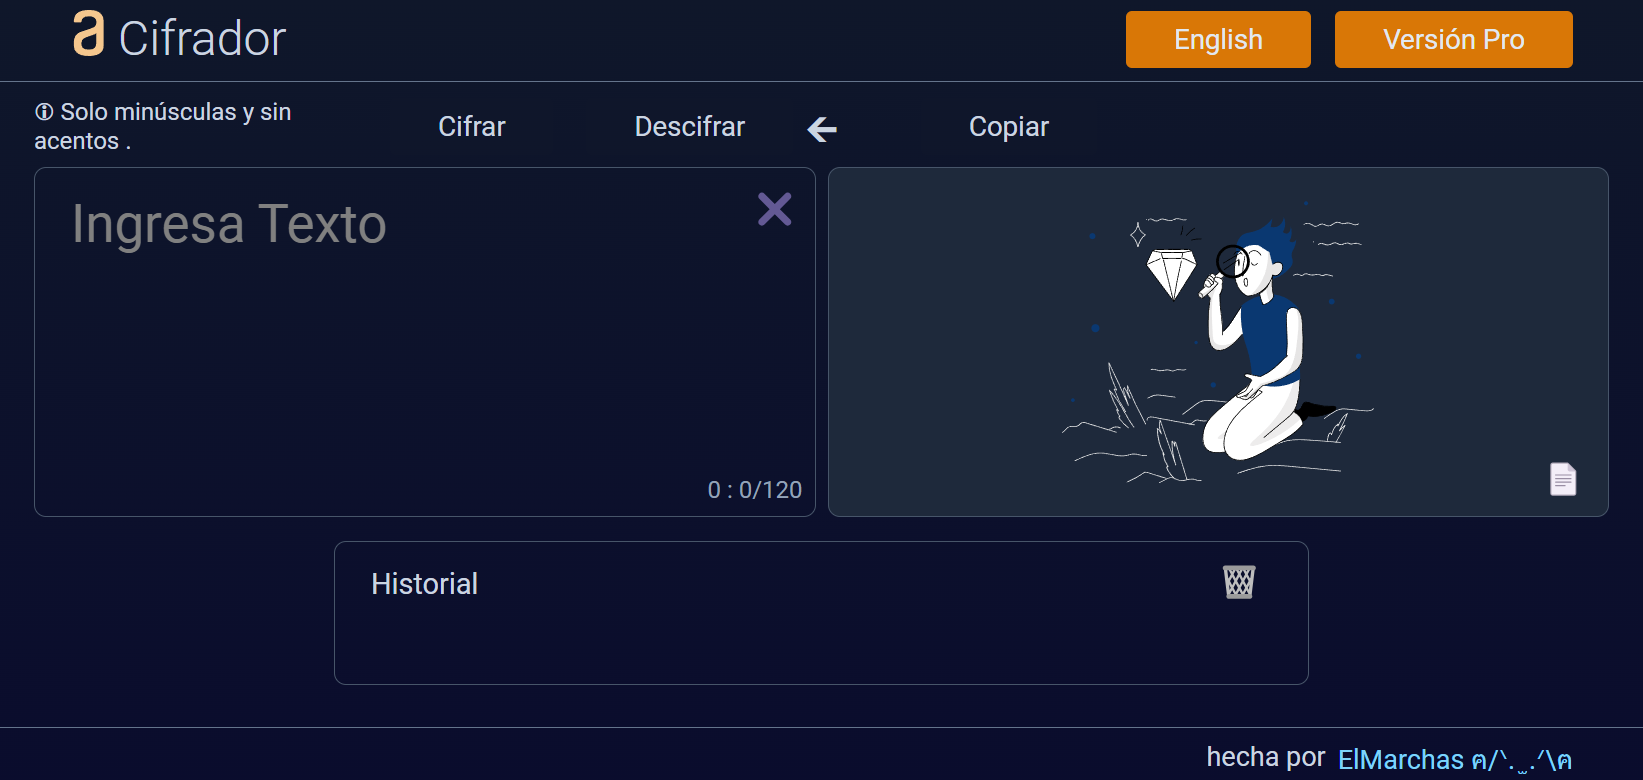 a Cifrador
English
Versión Pro
🛈 Solo minúsculas y sin
acentos .
Cifrar
Descifrar
Copiar
Ingresa Texto
0 : 0/120
Historial
hecha por ElMarchas ฅ/ᐠ. ̫ .ᐟ\ฅ